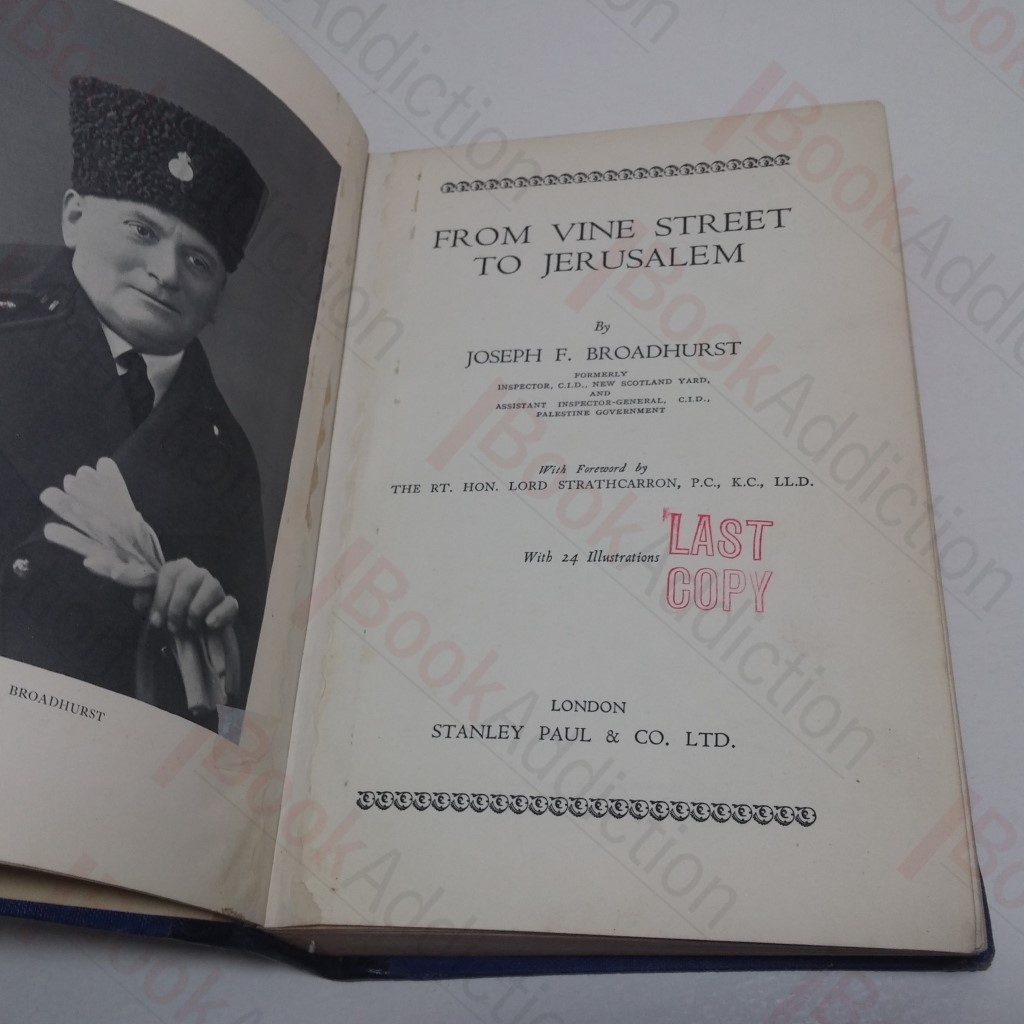 BROADHURST
FROM VINE STREET
TO JERUSALEM
By
JOSEPH F. BROADHURST
FORMERLY
INSPECTOR, C.I.D., NEW SCOTLAND YARD,
AND
ASSISTANT INSPECTOR-GENERAL, C.I.D.,
PALESTINE GOVERNMENT
With Foreword by
THE RT. HON. LORD STRATHCARRON, P.C., K.C., LL.D.
With 24 Illustrations
LAST
COPY
LONDON
STANLEY PAUL & CO. LTD.
BookAddiction